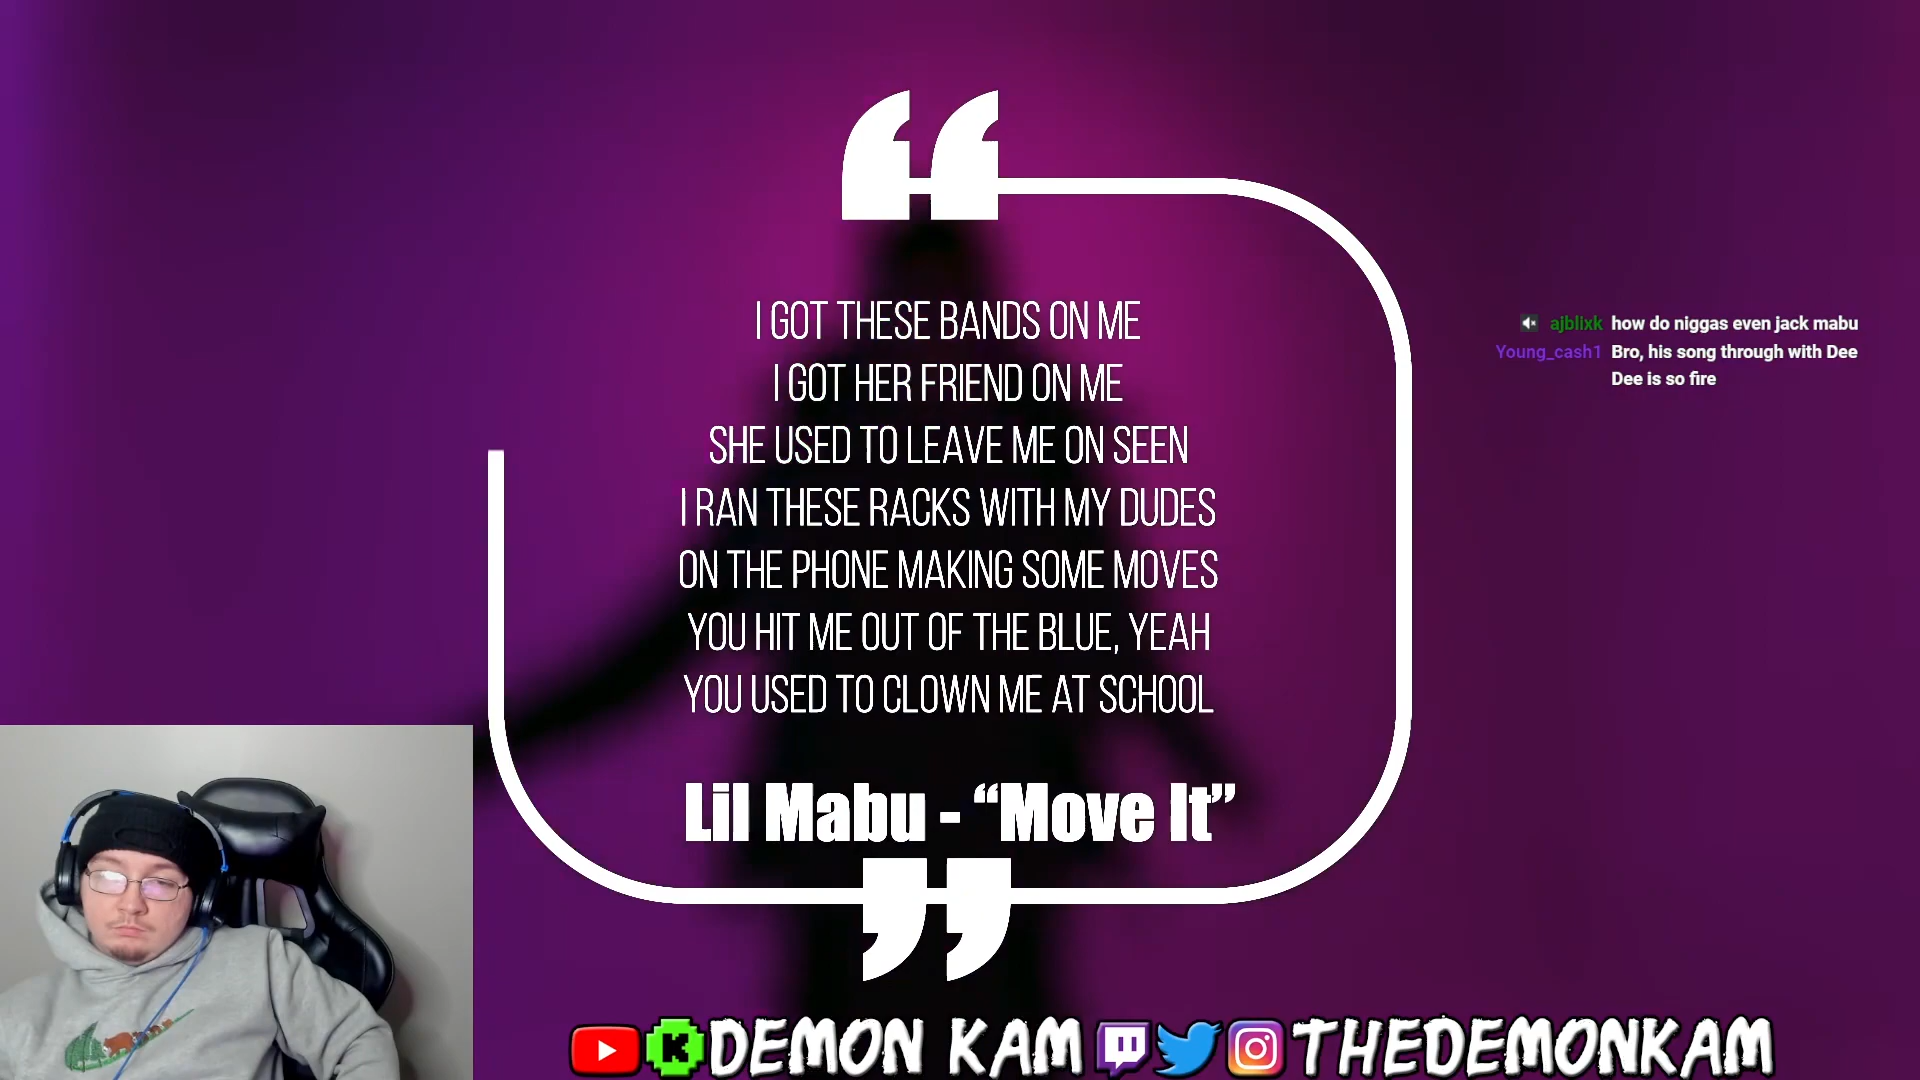 I GOT THESE BANDS ON ME
I GOT HER FRIEND ON ME
SHE USED TO LEAVE ME ON SEEN
I RAN THESE RACKS WITH MY DUDES
ON THE PHONE MAKING SOME MOVES
YOU HIT ME OUT OF THE BLUE, YEAH
YOU USED TO CLOWN ME AT SCHOOL
Lil Mabu - “Move It”
ajblixk how do niggas even jack mabu
Young_cash1 Bro, his song through with Dee
Dee is so fire
K DEMON KAM THEDEMONKAM